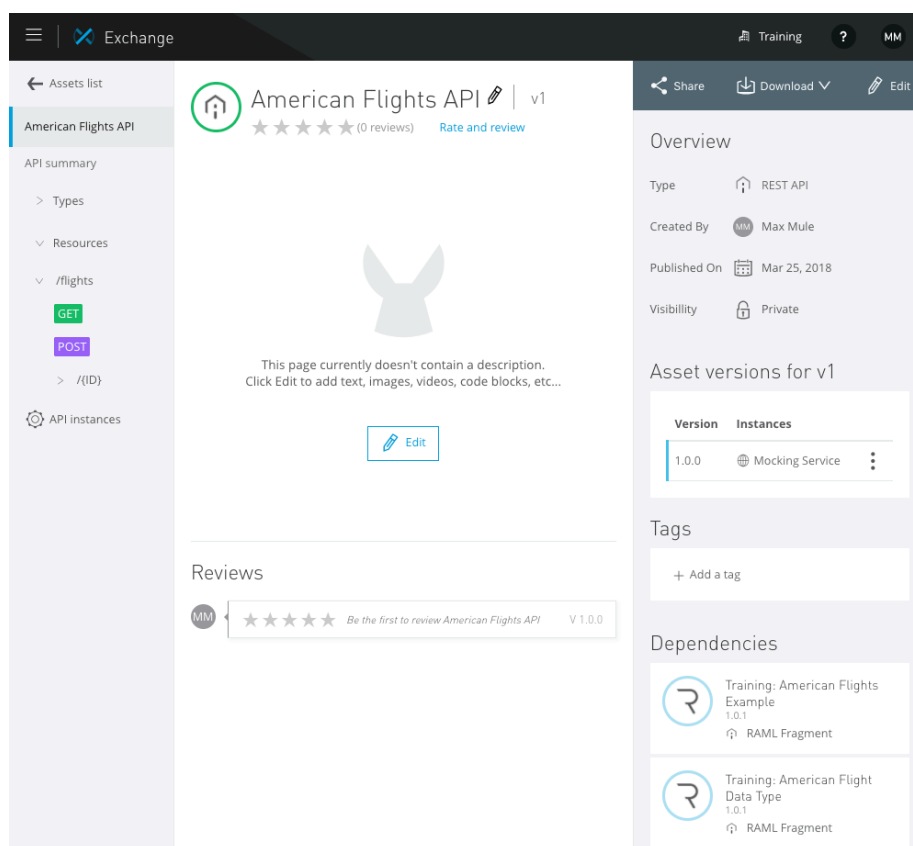 Exchange
Training
?
MM
Assets list
American Flights API
API summary
> Types
Resources
/flights
GET
POST
> /{ID}
API instances
American Flights API
v1
(0 reviews)
Rate and review
This page currently doesn't contain a description.
Click Edit to add text, images, videos, code blocks, etc...
Edit
Reviews
MM
Be the first to review American Flights API
V 1.0.0
Share
Download
Edit
Overview
Type
REST API
Created By
MM
Max Mule
Published On
Mar 25, 2018
Visibillity
Private
Asset versions for v1
Version
Instances
1.0.0
Mocking Service
Tags
+ Add a tag
Dependencies
Training: American Flights
Example
1.0.1
RAML Fragment
Training: American Flight
Data Type
1.0.1
RAML Fragment